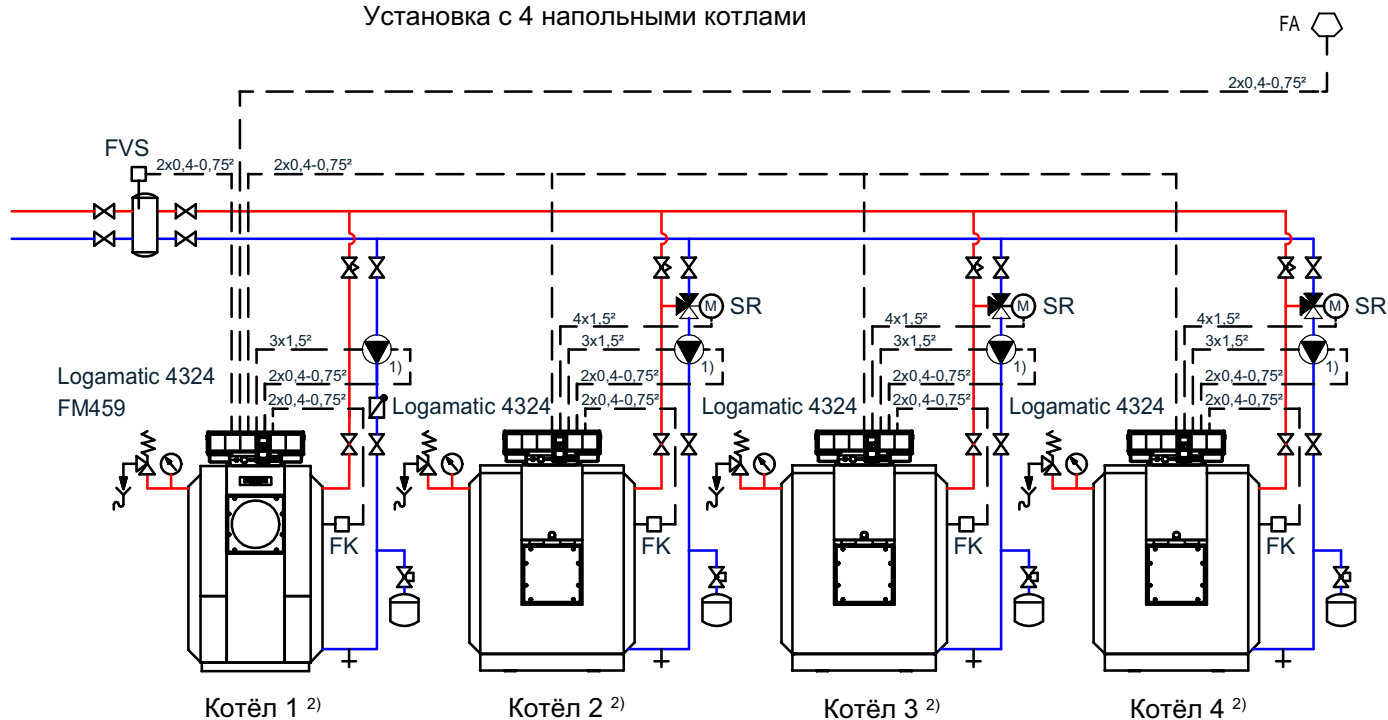 Установка с 4 напольными котлами
FA
2x0,4-0,75²
FVS
2x0,4-0,75²
2x0,4-0,75²
M
SR
M
SR
M
SR
4x1,5²
4x1,5²
4x1,5²
3x1,5²
1)
3x1,5²
1)
3x1,5²
1)
3x1,5²
1)
Logamatic 4324
FM459
2x0,4-0,75²
2x0,4-0,75²
2x0,4-0,75²
2x0,4-0,75²
2x0,4-0,75²
Logamatic 4324
2x0,4-0,75²
Logamatic 4324
2x0,4-0,75²
Logamatic 4324
2x0,4-0,75²
FK
FK
FK
FK
Котёл 1 2)
Котёл 2 2)
Котёл 3 2)
Котёл 4 2)